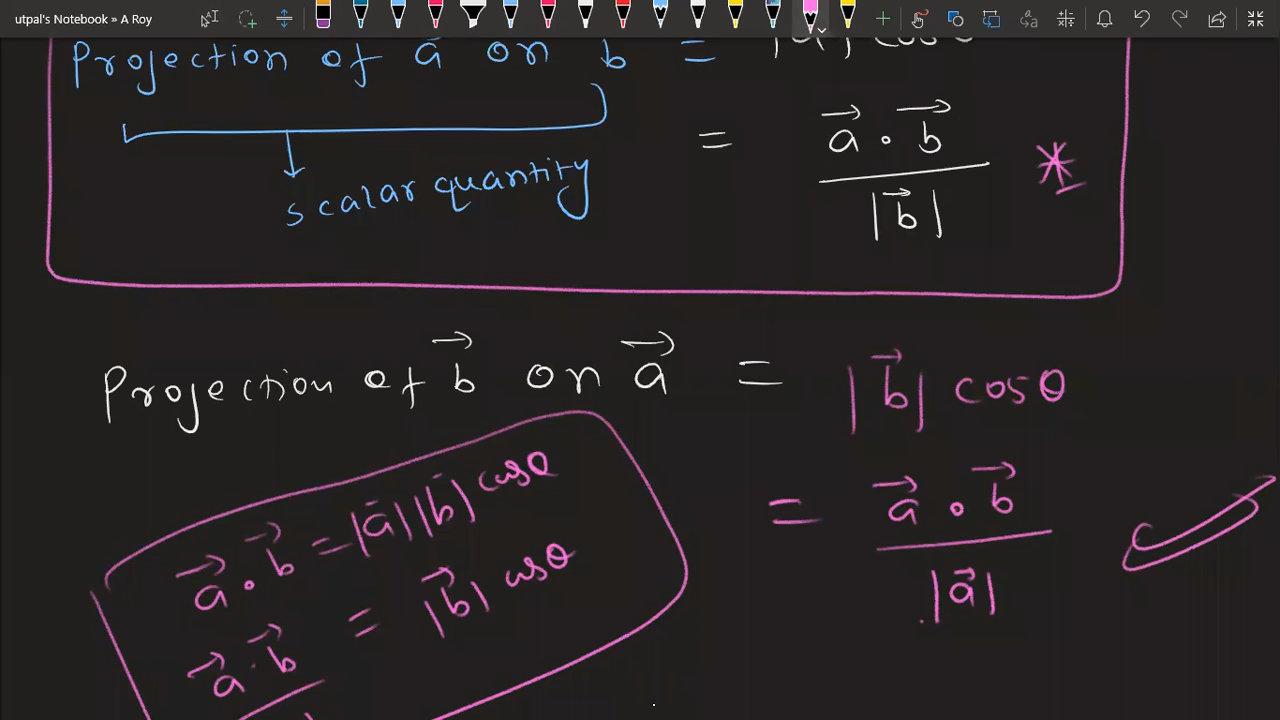 utpal's Notebook » A Roy
Projection of a on b = |a| cosθ
= a⃗ · b⃗ / |b⃗| *
scalar quantity
Projection of b⃗ on a⃗ = |b⃗| cosθ
= a⃗ · b⃗ / |a⃗|
a⃗ · b⃗ = |a||b| cosθ
a⃗ · b⃗ = |b⃗| cosθ